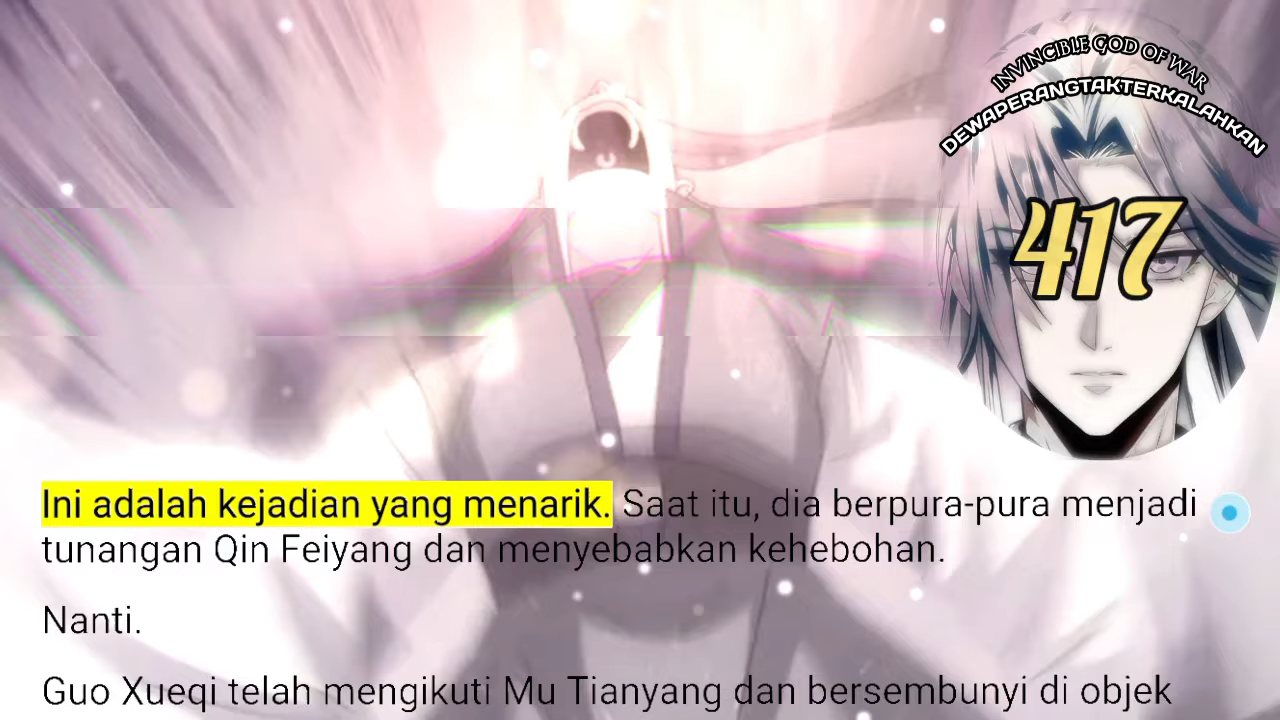 INVINCIBLE GOD OF WAR
DEWAPERANGTAKTERKALAHKAN
417
Ini adalah kejadian yang menarik. Saat itu, dia berpura-pura menjadi
tunangan Qin Feiyang dan menyebabkan kehebohan.
Nanti.
Guo Xueqi telah mengikuti Mu Tianyang dan bersembunyi di objek